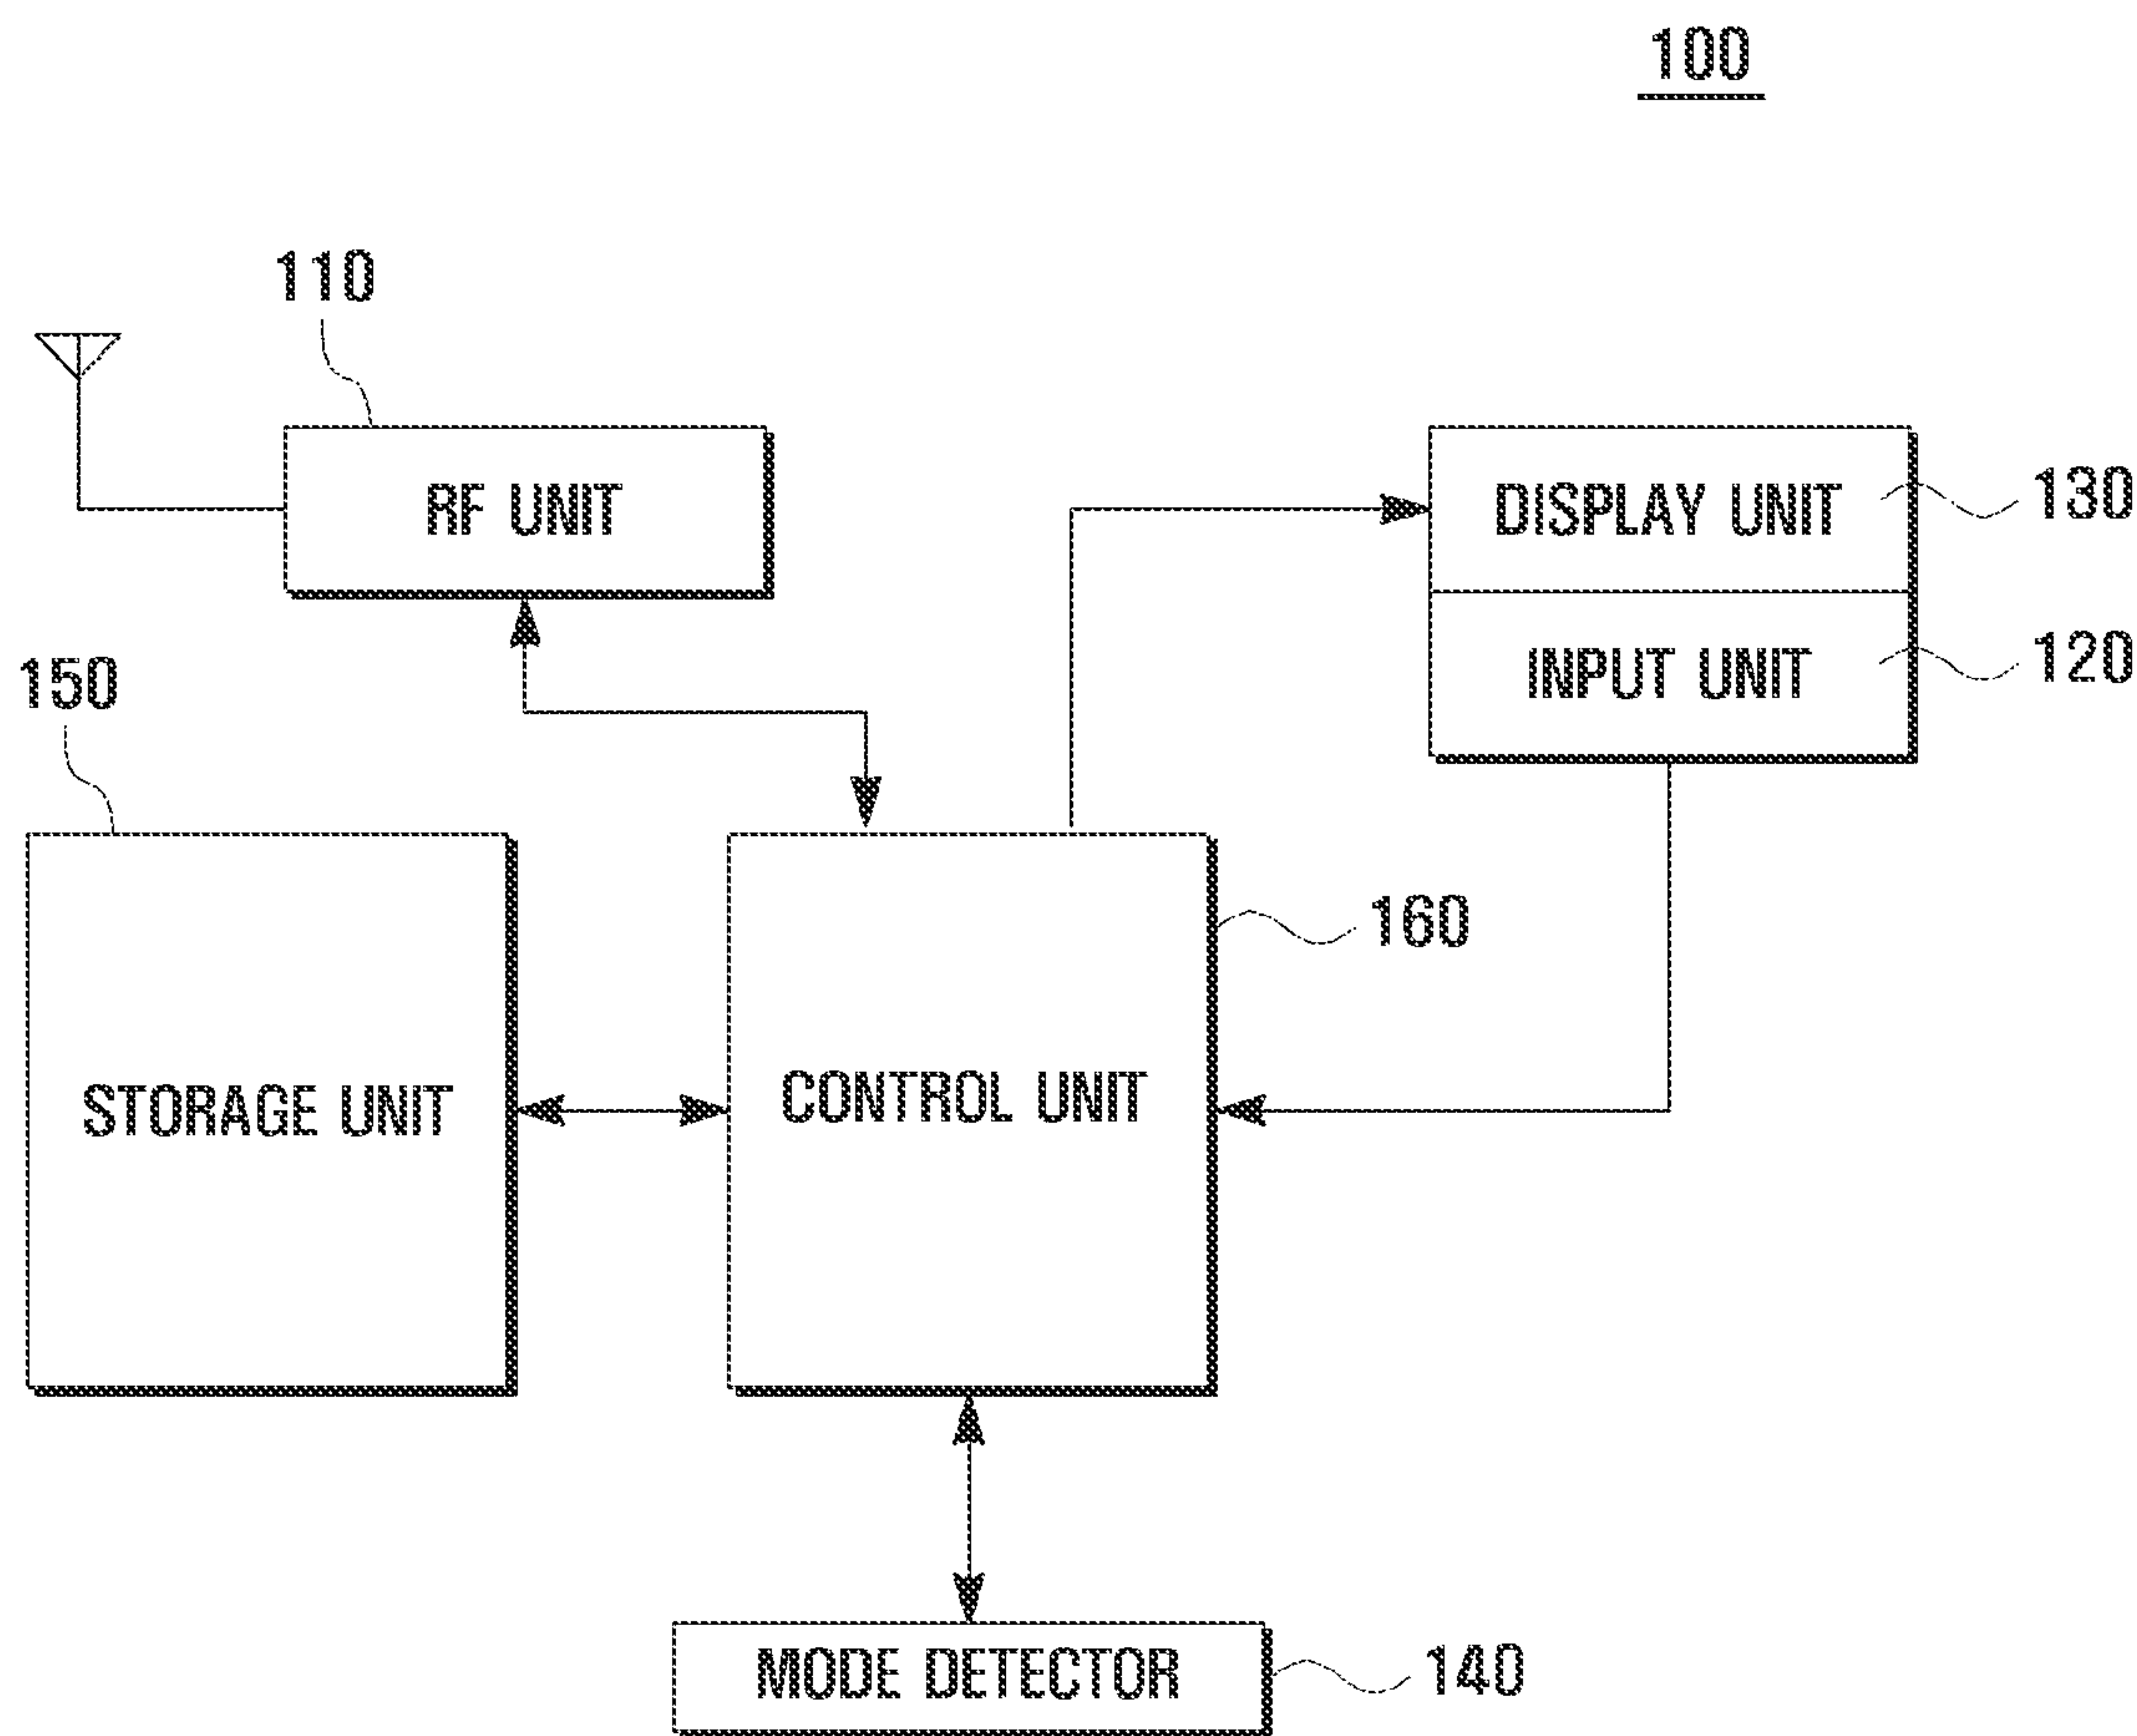 100
110
RF UNIT
DISPLAY UNIT
130
INPUT UNIT
120
150
160
STORAGE UNIT
CONTROL UNIT
MODE DETECTOR
140